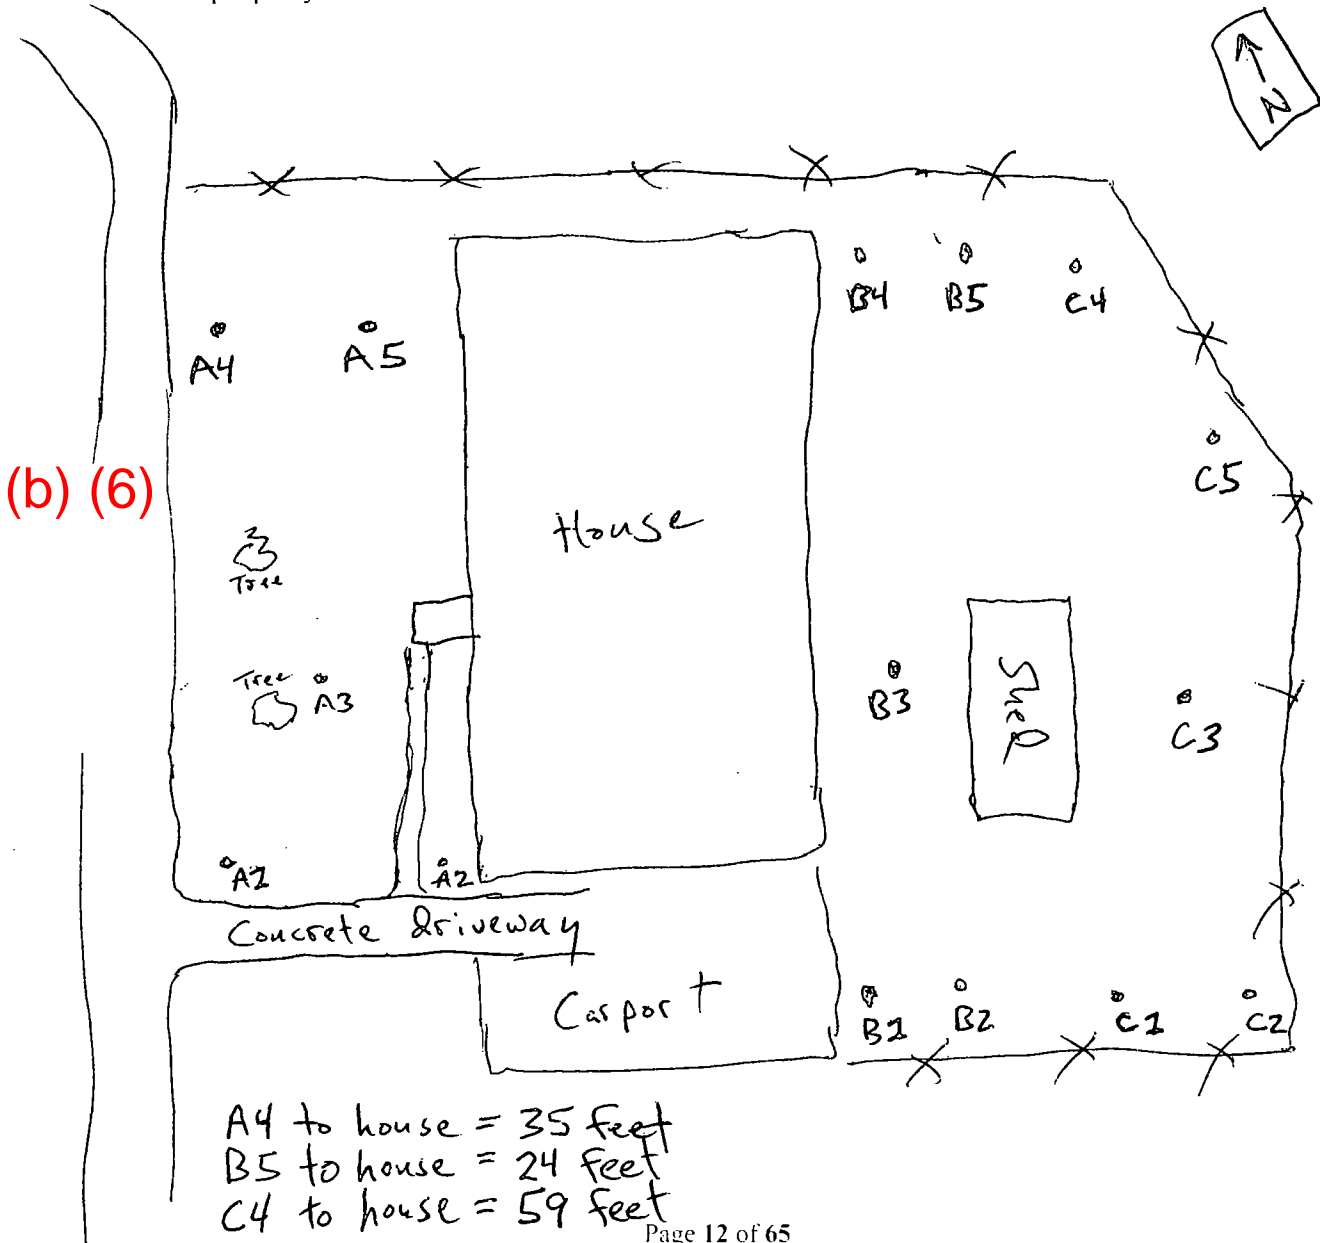 N
B4 B5 C4
A4 A5
C5
(b) (6)
House
Tree
Tree A3
B3 Shed C3
A1 A2
Concrete Driveway
Carport
B1 B2 C1 C2
A4 to house = 35 feet
B5 to house = 24 feet
C4 to house = 59 feet
Page 12 of 65